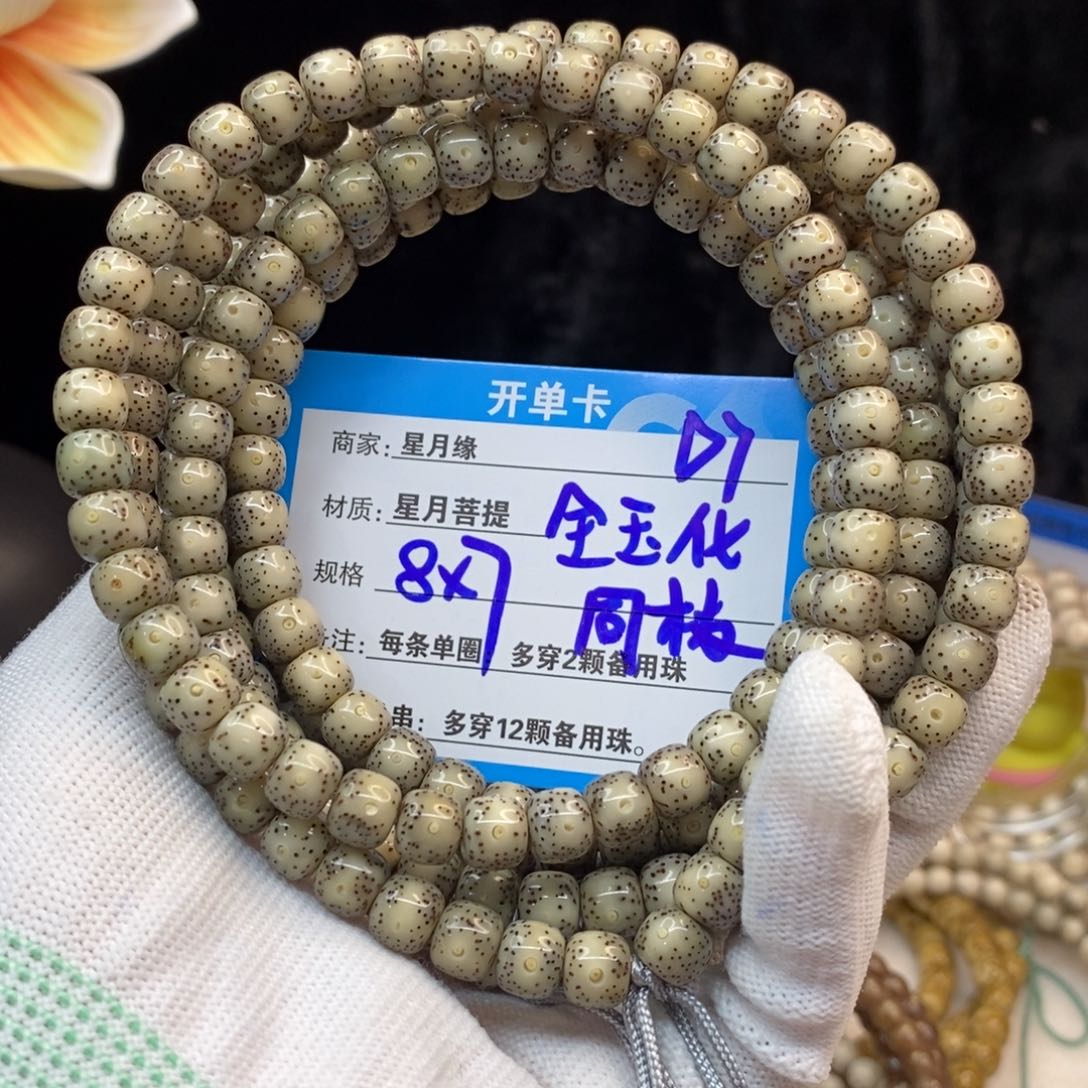 开单卡
商家：星月缘
D7
材质：星月菩提
全玉化
规格 8x7
同板
注：每条单圈，多穿2颗备用珠
串：多穿12颗备用珠。